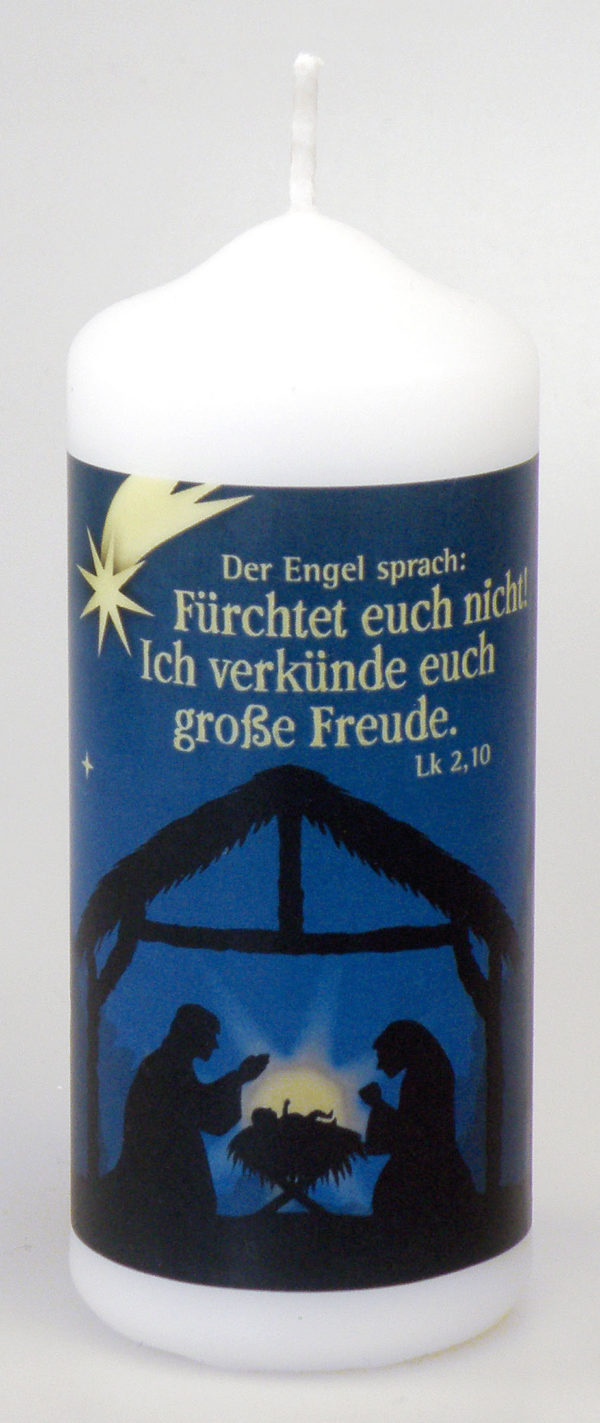 Der Engel sprach:
Fürchtet euch nicht!
Ich verkünde euch
große Freude.
Lk 2,10